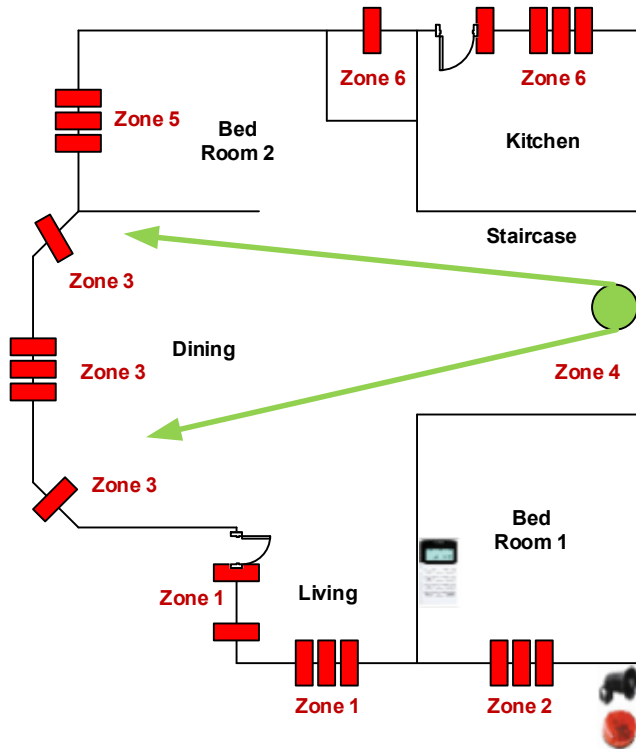 Zone 6
Zone 6
Zone 5
Bed
Room 2
Kitchen
Staircase
Zone 3
Dining
Zone 3
Zone 4
Zone 3
Bed
Room 1
Zone 1
Living
Zone 1
Zone 2